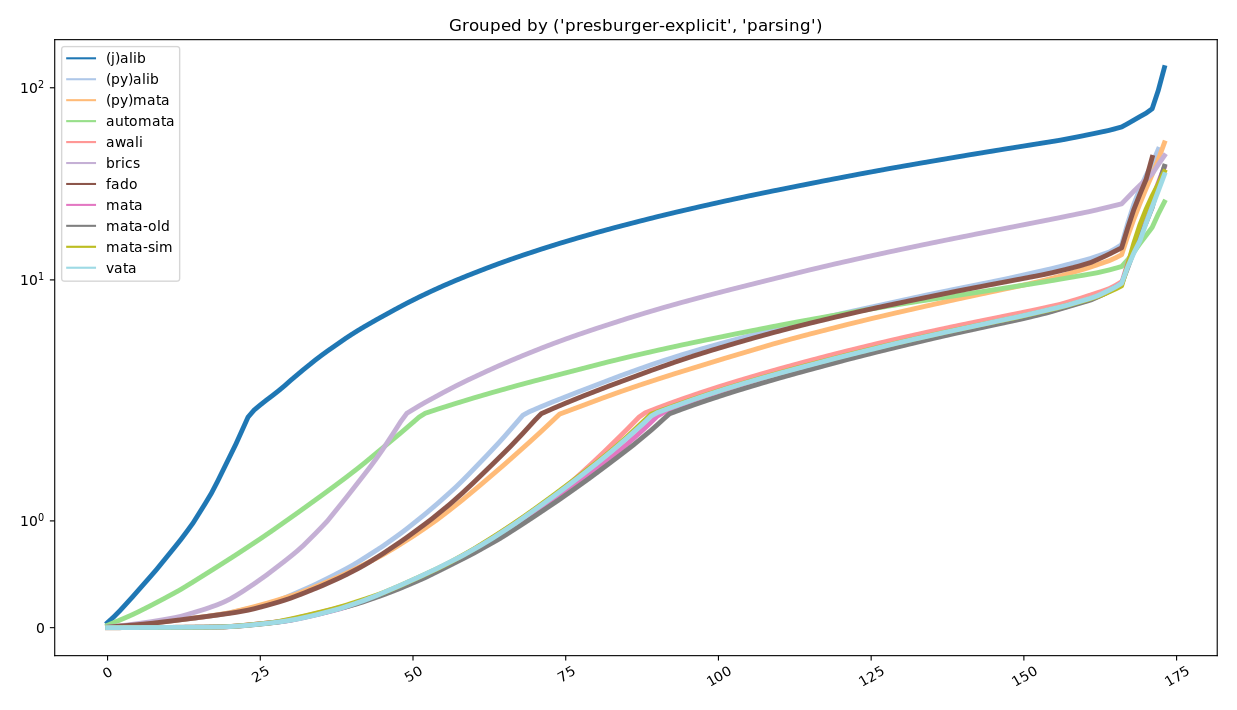 Grouped by ('presburger-explicit', 'parsing')
(j)alib
(py)alib
(py)mata
automata
awali
brics
fado
mata
mata-old
mata-sim
vata
10²
10¹
10⁰
0
0 25 50 75 100 125 150 175